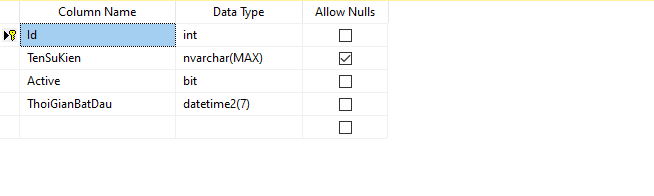 Column Name Data Type Allow Nulls
Id int
TenSuKien nvarchar(MAX)
Active bit
ThoiGianBatDau datetime2(7)